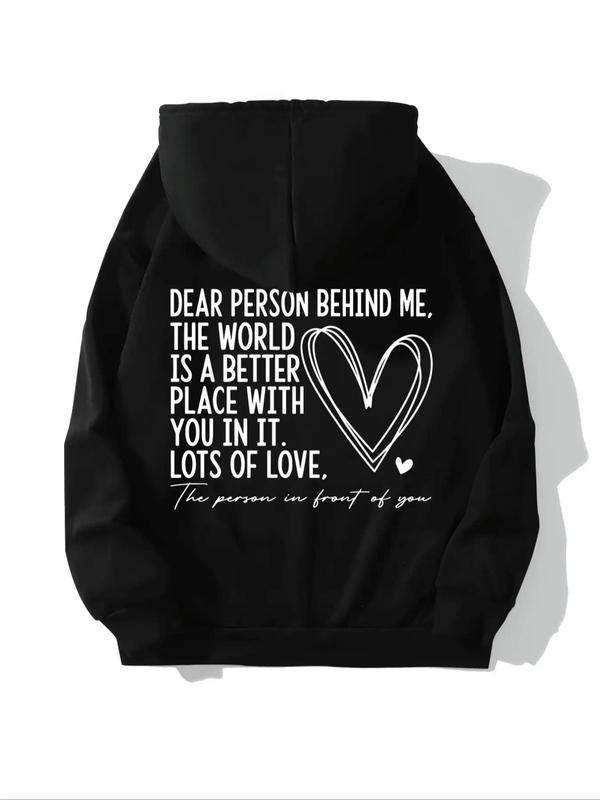 DEAR PERSON BEHIND ME,
THE WORLD
IS A BETTER
PLACE WITH
YOU IN IT.
LOTS OF LOVE,
The person in front of you